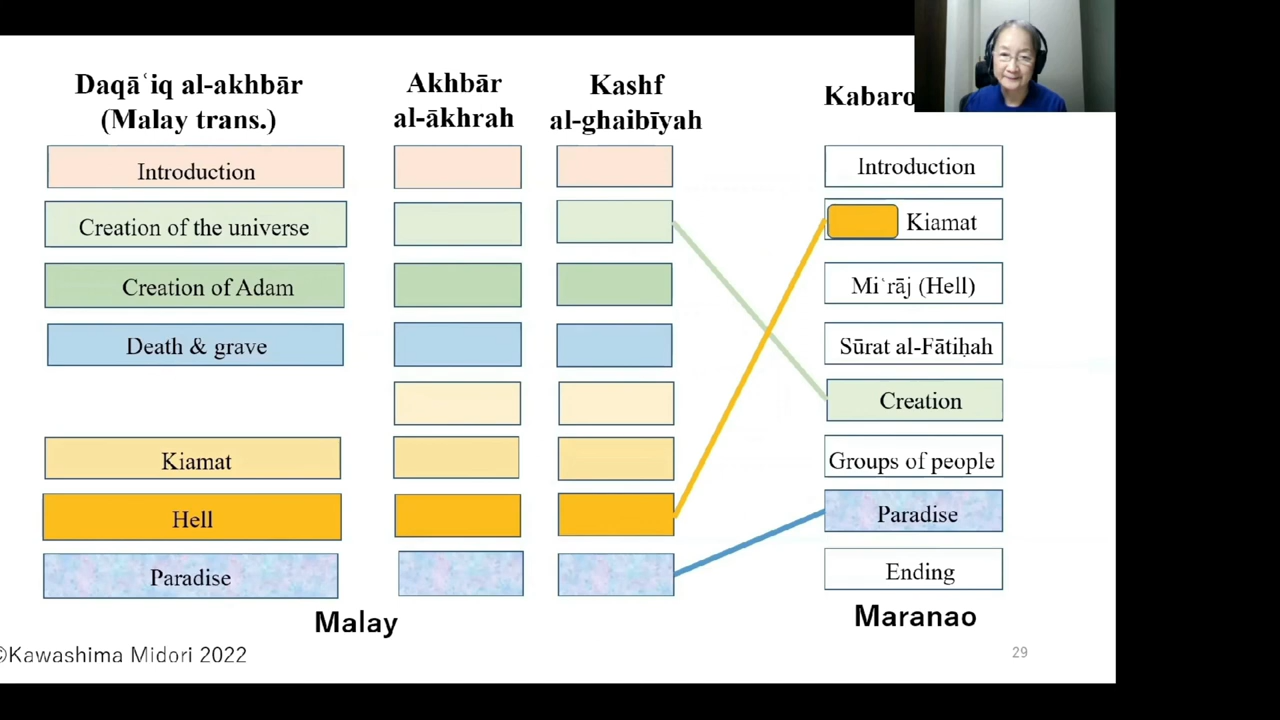 Daqāʿiq al-akhbār
(Malay trans.)
Introduction
Creation of the universe
Creation of Adam
Death & grave
Kiamat
Hell
Paradise
Akhbār
al-ākhrah
Kashf
al-ghaibīyah
Malay
Introduction
Kiamat
Miʿrāj (Hell)
Sūrat al-Fātiḥah
Creation
Groups of people
Paradise
Ending
Maranao
©Kawashima Midori 2022
29